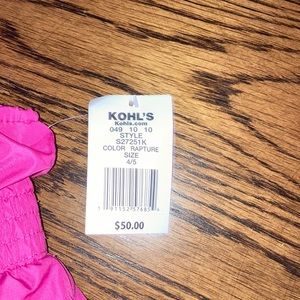 KOHL'S
Kohls.com
049 10 10
STYLE
S27251K
COLOR RAPTURE
SIZE
4/5
$50.00